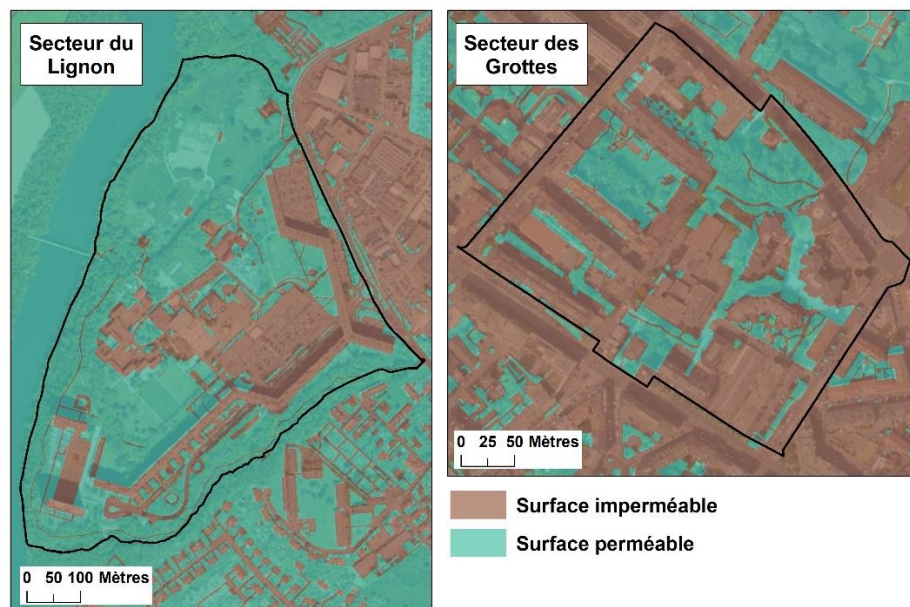 Secteur du
Lignon
0 50 100 Mètres
Secteur des
Grottes
0 25 50 Mètres
Surface imperméable
Surface perméable